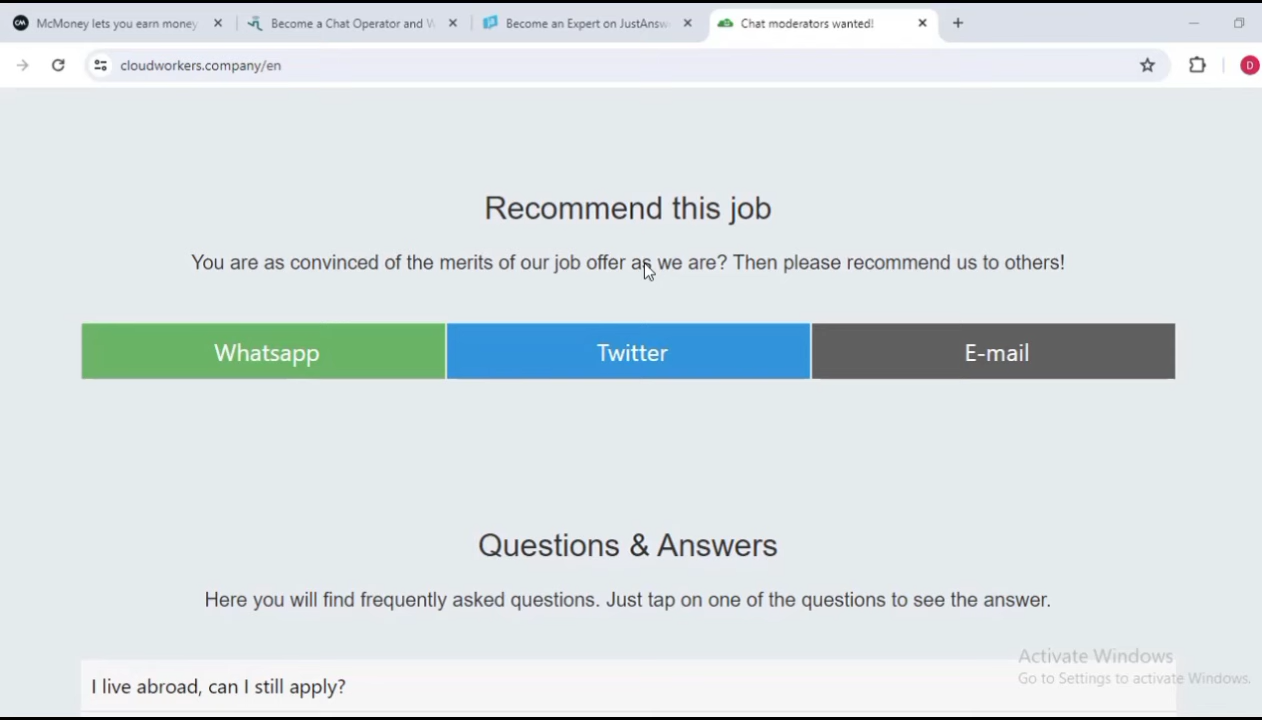 McMoney lets you earn money
Become a Chat Operator and W
Become an Expert on JustAnsw
Chat moderators wanted!
cloudworkers.company/en
D
Recommend this job
You are as convinced of the merits of our job offer as we are? Then please recommend us to others!
Whatsapp
Twitter
E-mail
Questions & Answers
Here you will find frequently asked questions. Just tap on one of the questions to see the answer.
Activate Windows
Go to Settings to activate Windows.
I live abroad, can I still apply?